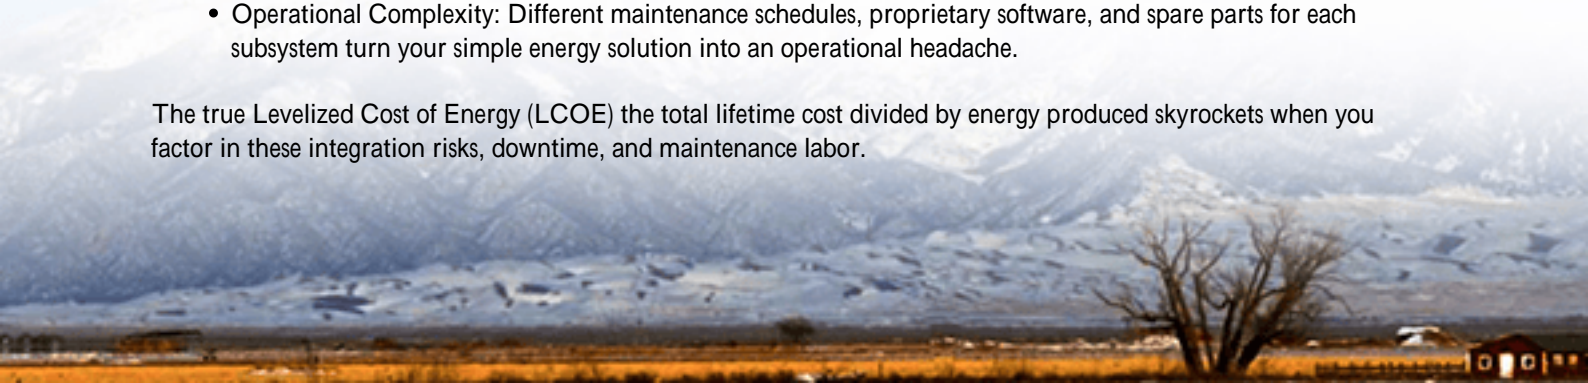 • Operational Complexity: Different maintenance schedules, proprietary software, and spare parts for each
subsystem turn your simple energy solution into an operational headache.
The true Levelized Cost of Energy (LCOE) the total lifetime cost divided by energy produced skyrockets when you
factor in these integration risks, downtime, and maintenance labor.